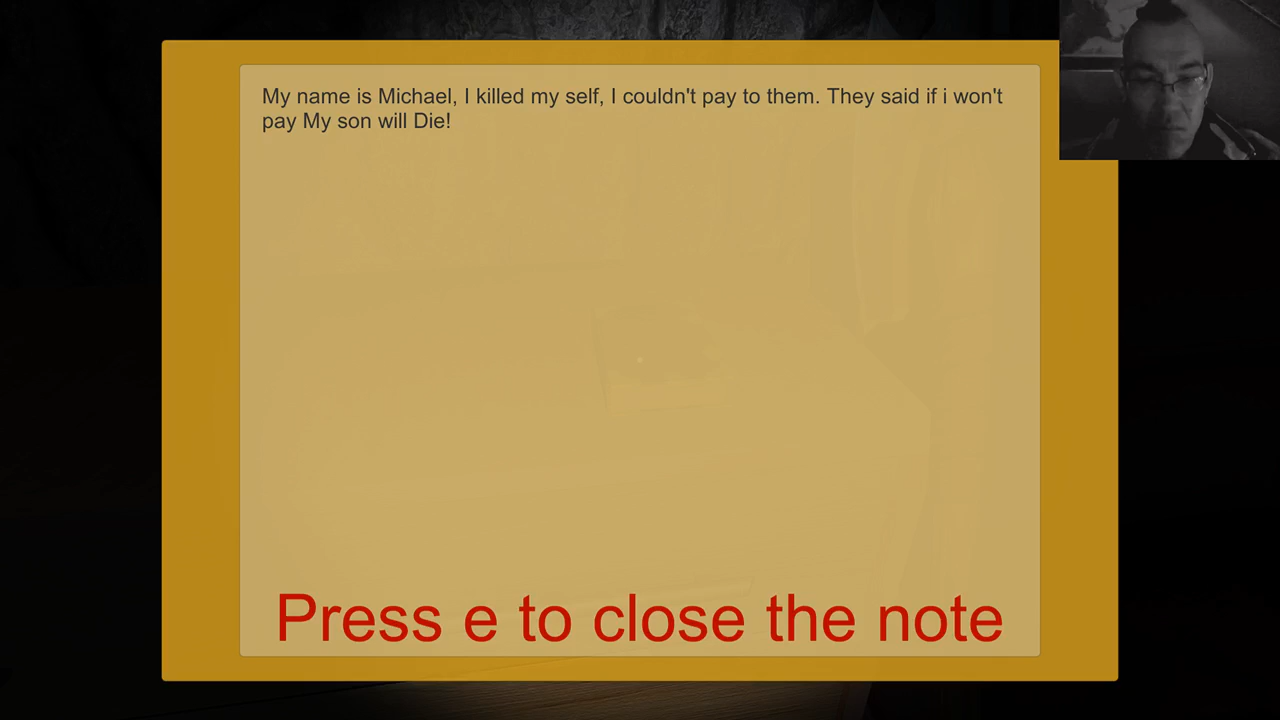 My name is Michael, I killed my self, I couldn't pay to them. They said if i won't
pay My son will Die!
Press e to close the note